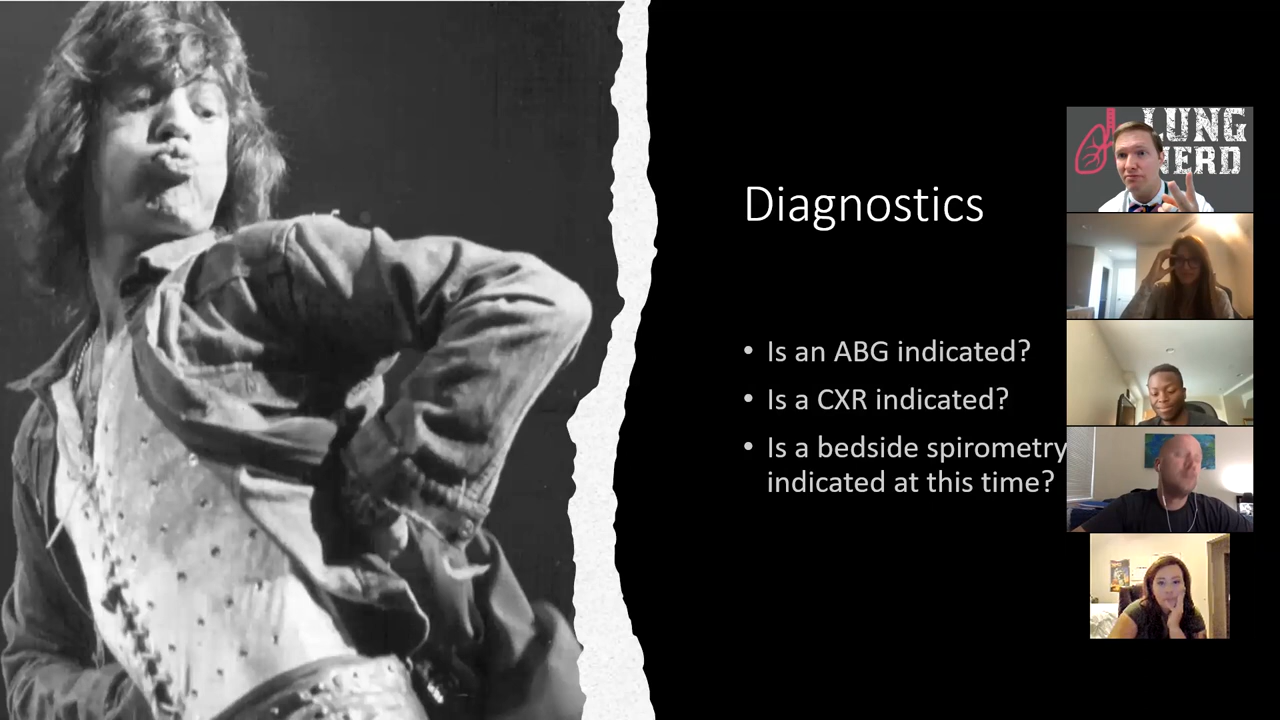 Diagnostics
• Is an ABG indicated?
• Is a CXR indicated?
• Is a bedside spirometry
indicated at this time?
LUNG
NERD